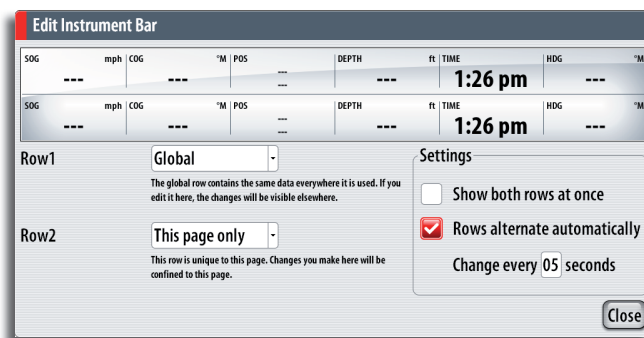 Edit Instrument Bar
SOG mph COG °M POS DEPTH ft TIME HDG °M
--- --- --- --- 1:26 pm ---
---
SOG mph COG °M POS DEPTH ft TIME HDG °M
--- --- --- --- 1:26 pm ---
---
Row1 Global
The global row contains the same data everywhere it is used. If you
edit it here, the changes will be visible elsewhere.
Row2 This page only
This row is unique to this page. Changes you make here will be
confined to this page.
Settings
Show both rows at once
Rows alternate automatically
Change every 05 seconds
Close